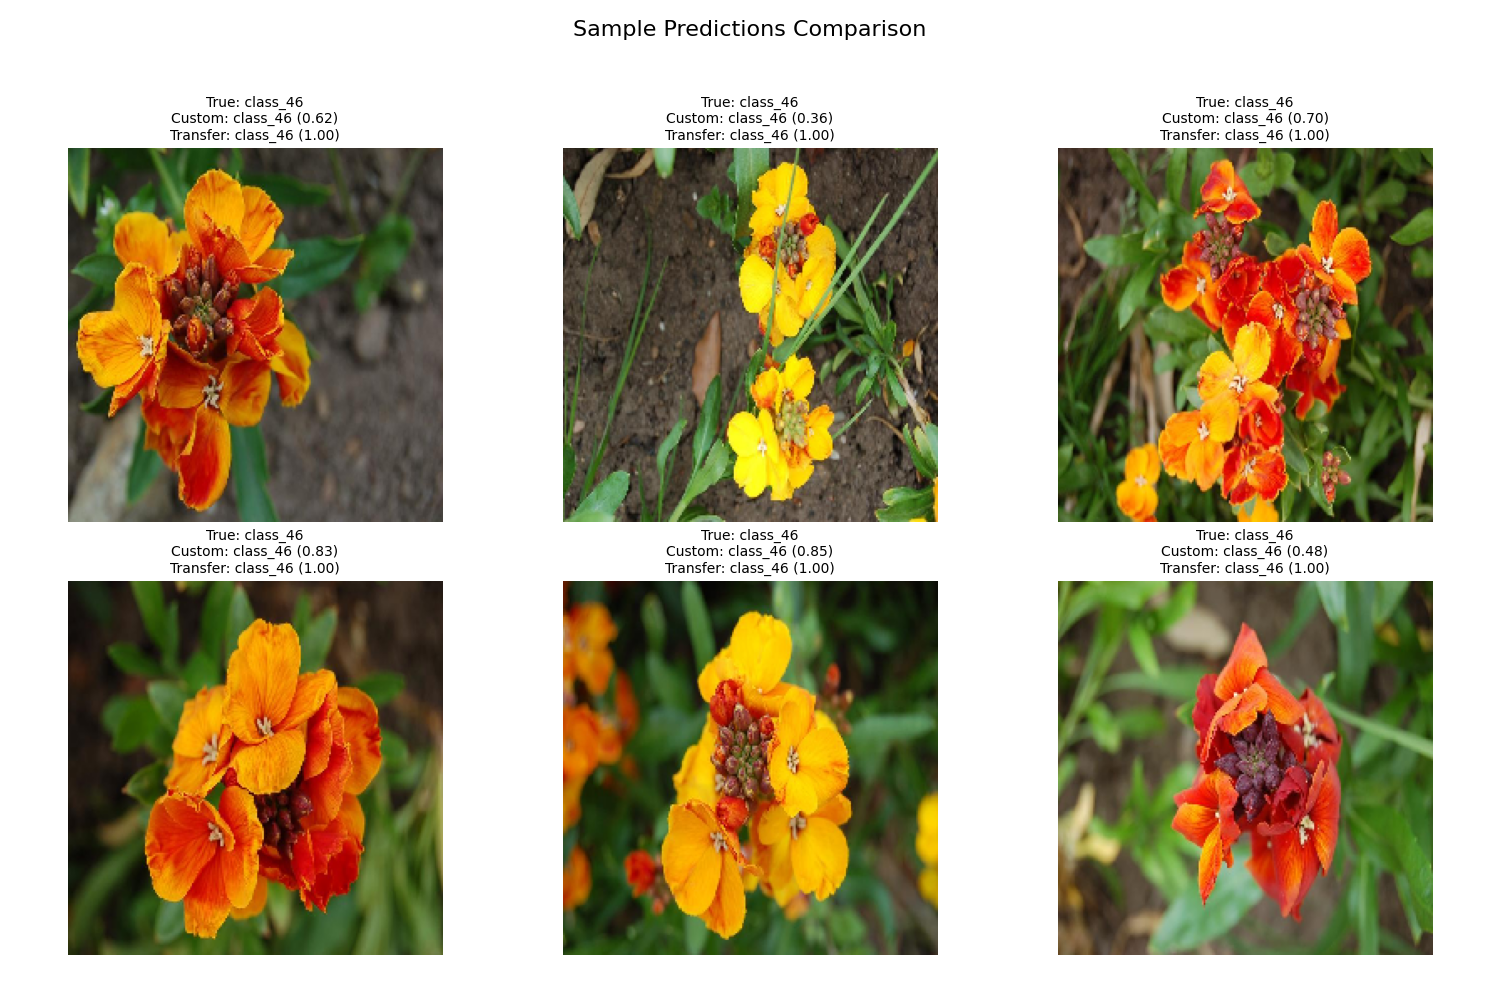 Sample Predictions Comparison
True: class_46
Custom: class_46 (0.62)
Transfer: class_46 (1.00)
True: class_46
Custom: class_46 (0.36)
Transfer: class_46 (1.00)
True: class_46
Custom: class_46 (0.70)
Transfer: class_46 (1.00)
True: class_46
Custom: class_46 (0.83)
Transfer: class_46 (1.00)
True: class_46
Custom: class_46 (0.85)
Transfer: class_46 (1.00)
True: class_46
Custom: class_46 (0.48)
Transfer: class_46 (1.00)